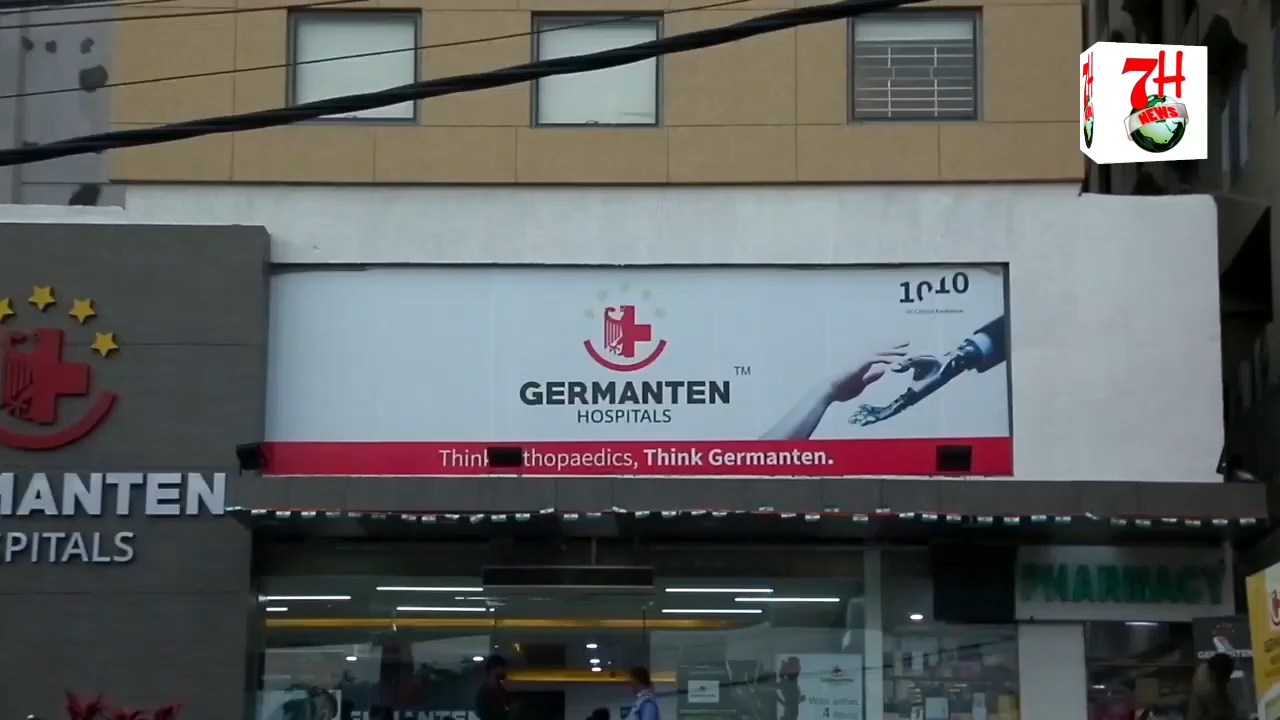 7H
NEWS
1010
GERMANTEN TM
HOSPITALS
Think thopaedics, Think Germanten.
MANTEN
PITALS
PHARMACY